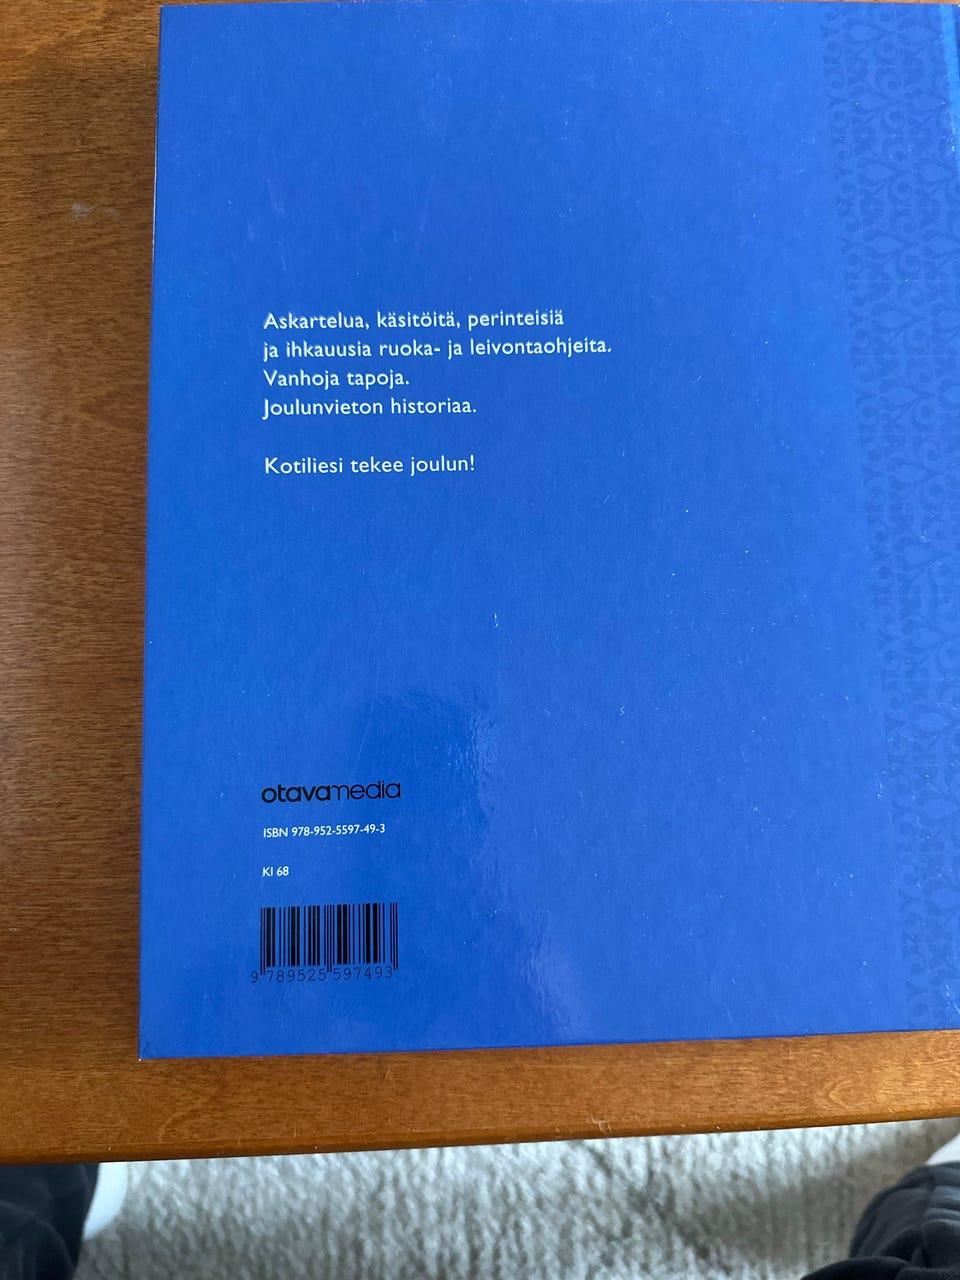 Askartelua, käsitöitä, perinteisiä
ja ihkauusia ruoka- ja leivontaohjeita.
Vanhoja tapoja.
Joulunvieton historiaa.
Kotiliesi tekee joulun!
otavamedia
ISBN 978-952-5597-49-3
Kl 68
9 789525 597493